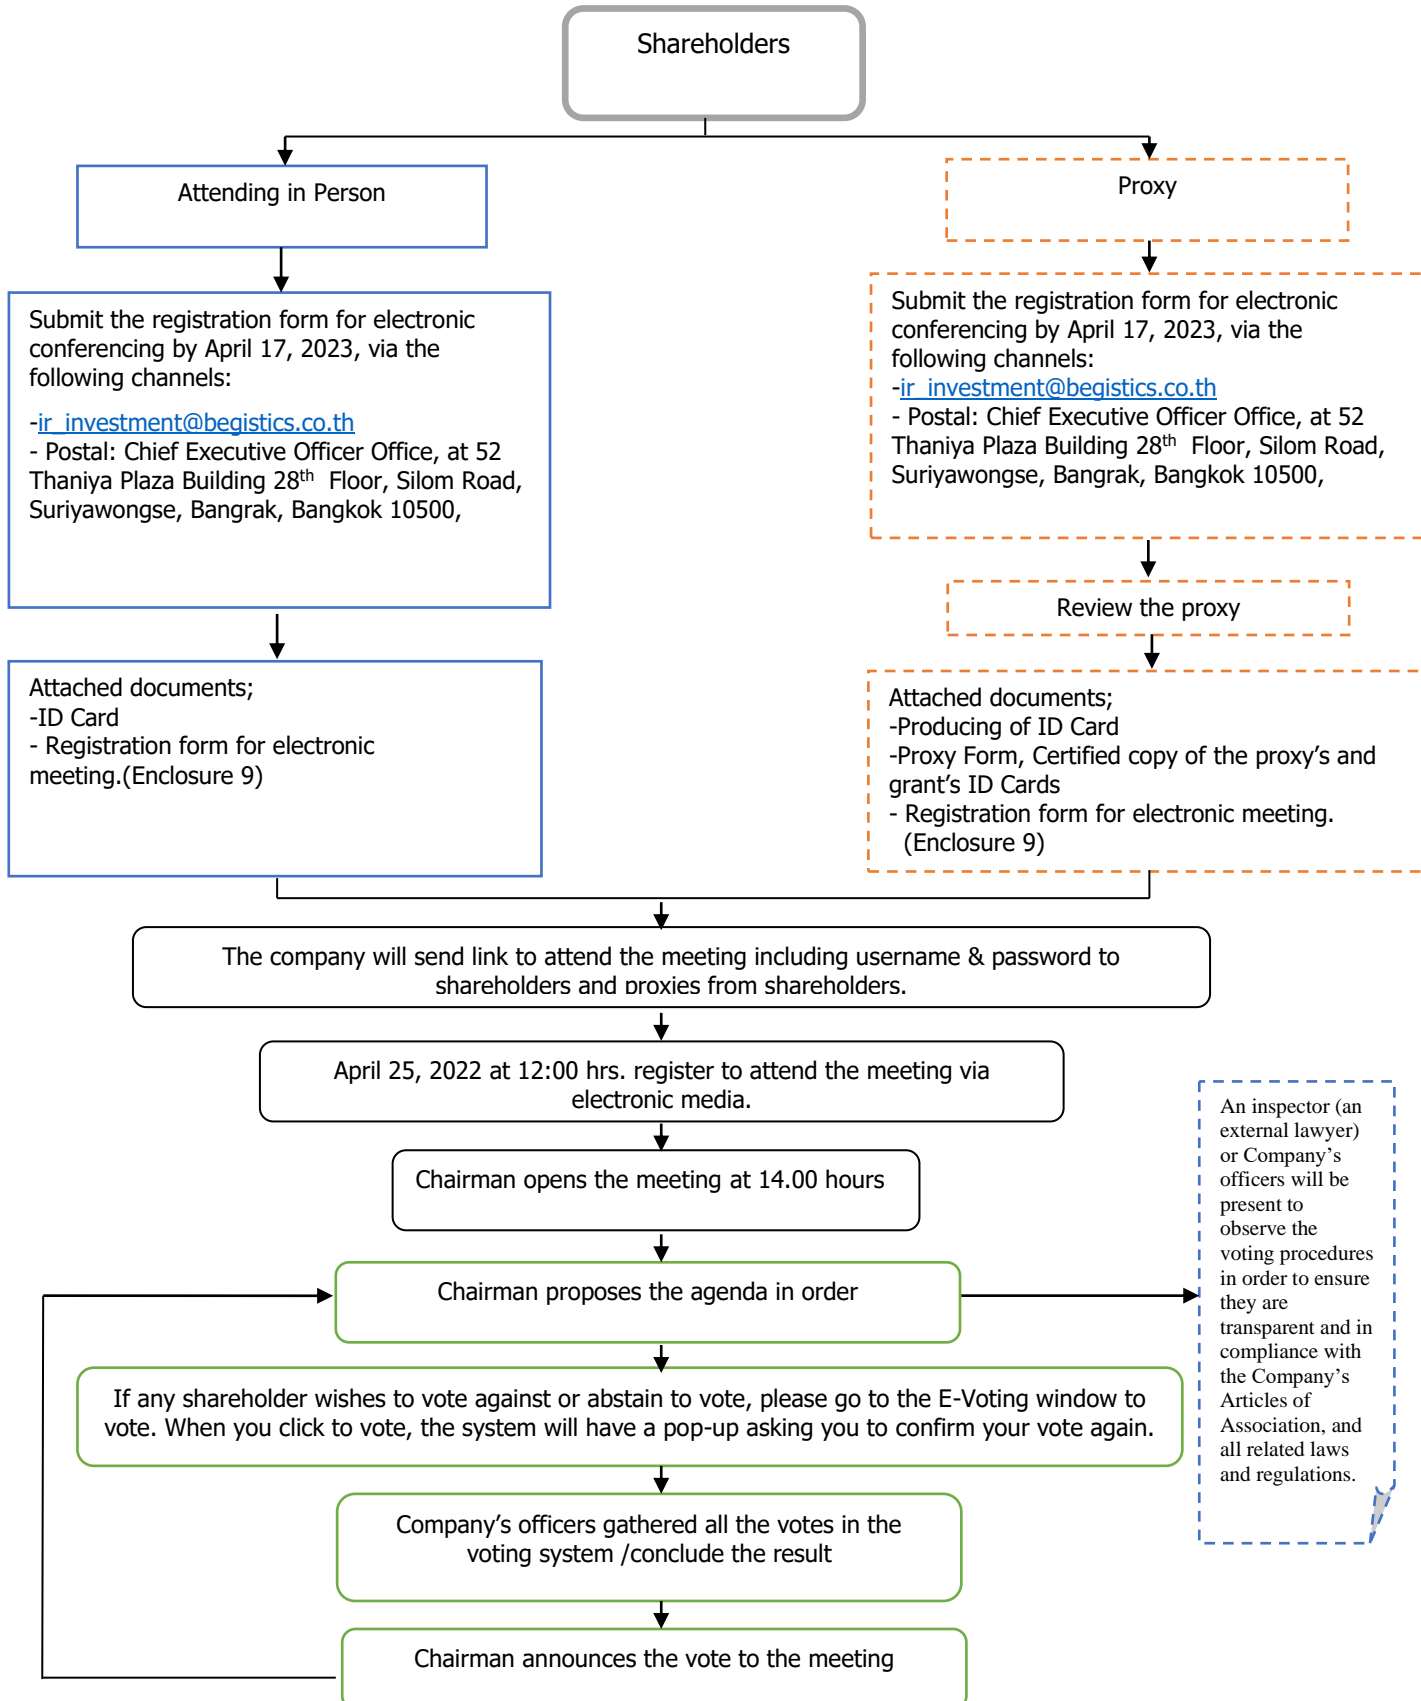 Shareholders
Attending in Person
Proxy
Submit the registration form for electronic
conferencing by April 17, 2023, via the
following channels:
-ir_investment@begistics.co.th
- Postal: Chief Executive Officer Office, at 52
Thaniya Plaza Building 28th Floor, Silom Road,
Suriyawongse, Bangrak, Bangkok 10500,
Submit the registration form for electronic
conferencing by April 17, 2023, via the
following channels:
-ir_investment@begistics.co.th
- Postal: Chief Executive Officer Office, at 52
Thaniya Plaza Building 28th Floor, Silom Road,
Suriyawongse, Bangrak, Bangkok 10500,
Review the proxy
Attached documents;
-ID Card
- Registration form for electronic
meeting.(Enclosure 9)
Attached documents;
-Producing of ID Card
-Proxy Form, Certified copy of the proxy's and
grant's ID Cards
- Registration form for electronic meeting.
(Enclosure 9)
The company will send link to attend the meeting including username & password to
shareholders and proxies from shareholders.
April 25, 2022 at 12:00 hrs. register to attend the meeting via
electronic media.
Chairman opens the meeting at 14.00 hours
Chairman proposes the agenda in order
An inspector (an
external lawyer)
or Company's
officers will be
present to
observe the
voting procedures
in order to ensure
they are
transparent and in
compliance with
the Company's
Articles of
Association, and
all related laws
and regulations.
If any shareholder wishes to vote against or abstain to vote, please go to the E-Voting window to
vote. When you click to vote, the system will have a pop-up asking you to confirm your vote again.
Company's officers gathered all the votes in the
voting system /conclude the result
Chairman announces the vote to the meeting